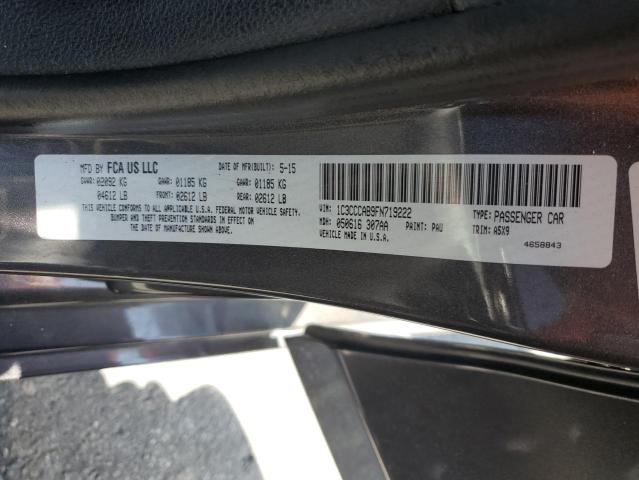 MFD BY FCA US LLC DATE OF MFR(BUILT): 5-15
GVWR: 02092 KG GAWR: 01185 KG GAWR: 01185 KG
04612 LB FRONT: 02612 LB REAR: 02612 LB
THIS VEHICLE CONFORMS TO ALL APPLICABLE U.S.A. FEDERAL MOTOR VEHICLE SAFETY,
BUMPER AND THEFT PREVENTION STANDARDS IN EFFECT ON
THE DATE OF MANUFACTURE SHOWN ABOVE.
VIN: 1C3CCCAB9FN719222 TYPE: PASSENGER CAR
MDH: 050616 307AA PAINT: PAU TRIM: A5X9
VEHICLE MADE IN U.S.A. 4658843